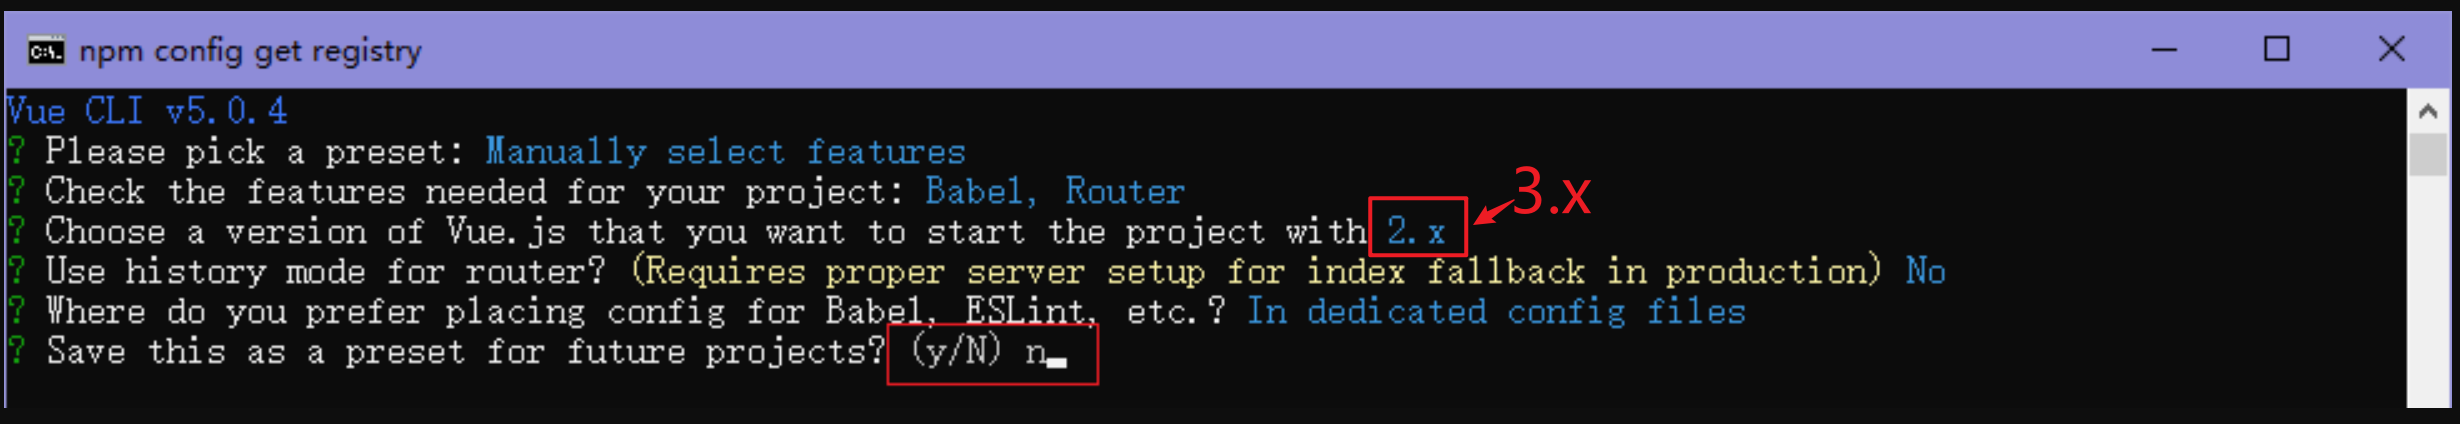 npm config get registry
Vue CLI v5.0.4
? Please pick a preset: Manually select features
? Check the features needed for your project: Babel, Router
3.x
? Choose a version of Vue.js that you want to start the project with 2.x
? Use history mode for router? (Requires proper server setup for index fallback in production) No
? Where do you prefer placing config for Babel, ESLint, etc.? In dedicated config files
? Save this as a preset for future projects? (y/N) n